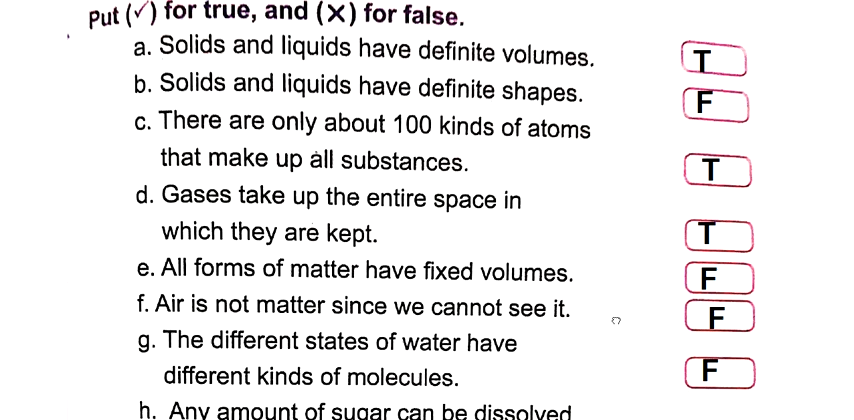 Put (✓) for true, and (✗) for false.
a. Solids and liquids have definite volumes. T
b. Solids and liquids have definite shapes. F
c. There are only about 100 kinds of atoms
that make up all substances. T
d. Gases take up the entire space in
which they are kept. T
e. All forms of matter have fixed volumes. F
f. Air is not matter since we cannot see it. F
g. The different states of water have
different kinds of molecules. F
h. Any amount of sugar can be dissolved